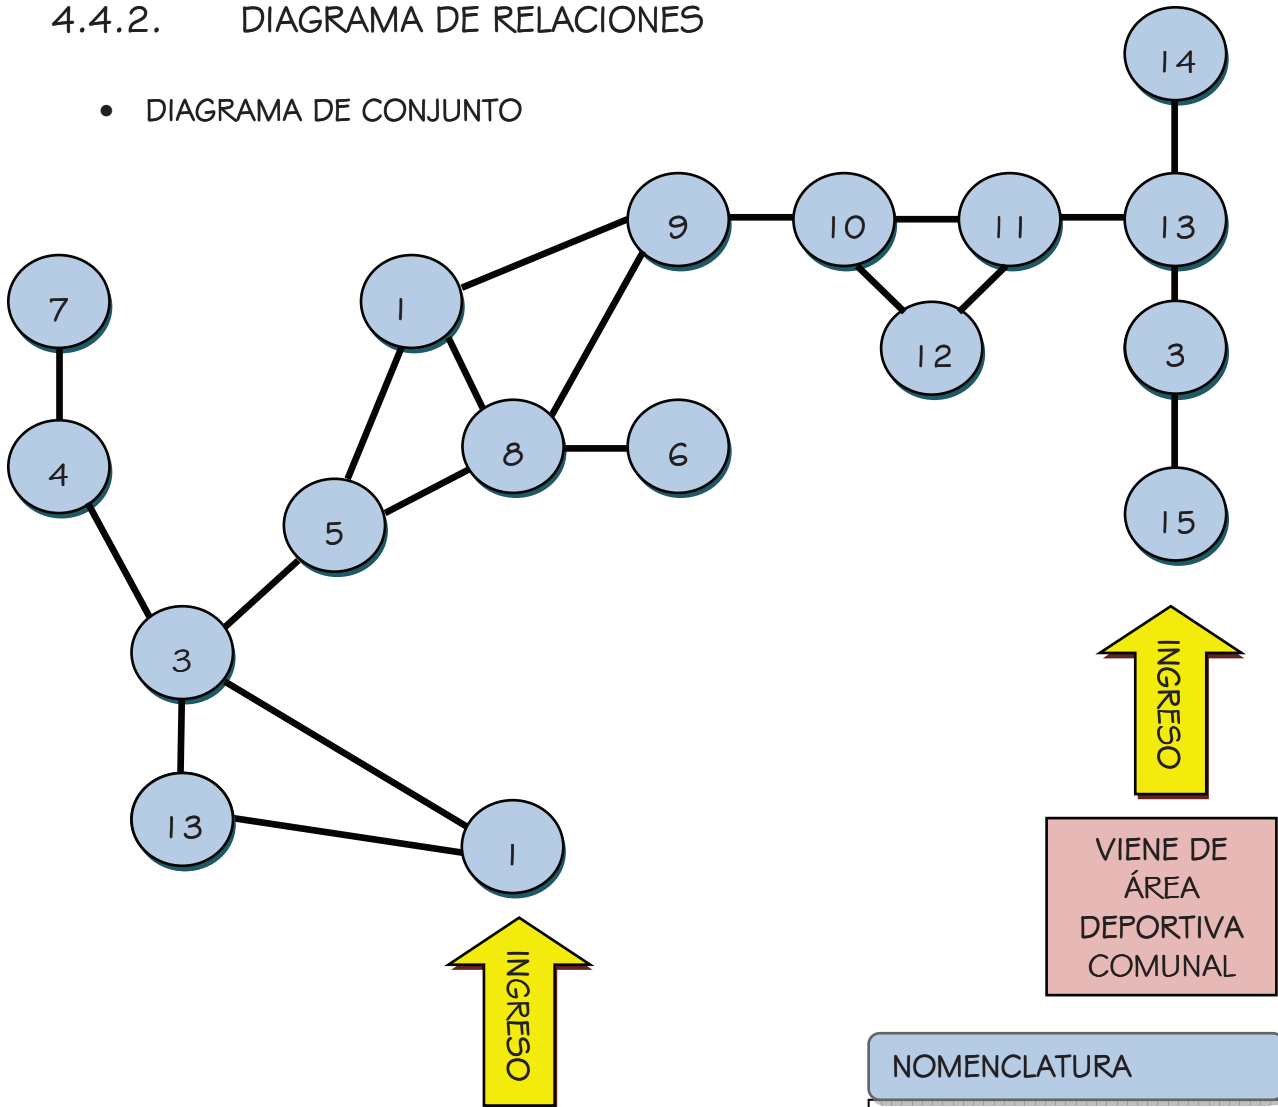 4.4.2. DIAGRAMA DE RELACIONES
• DIAGRAMA DE CONJUNTO
14
9
10
11
13
7
1
12
3
4
8
6
5
15
3
13
1
INGRESO
VIENE DE
ÁREA
DEPORTIVA
COMUNAL
INGRESO
NOMENCLATURA